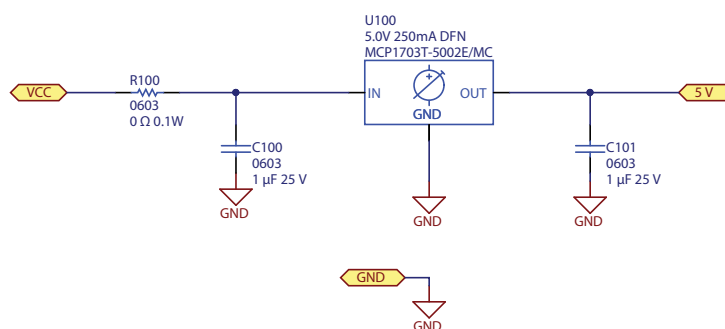 U100
5.0V 250mA DFN
MCP1703T-5002E/MC
VCC
R100
0603
0 Ω 0.1W
IN
OUT
GND
5 V
C100
0603
1 µF 25 V
GND
GND
C101
0603
1 µF 25 V
GND
GND
GND